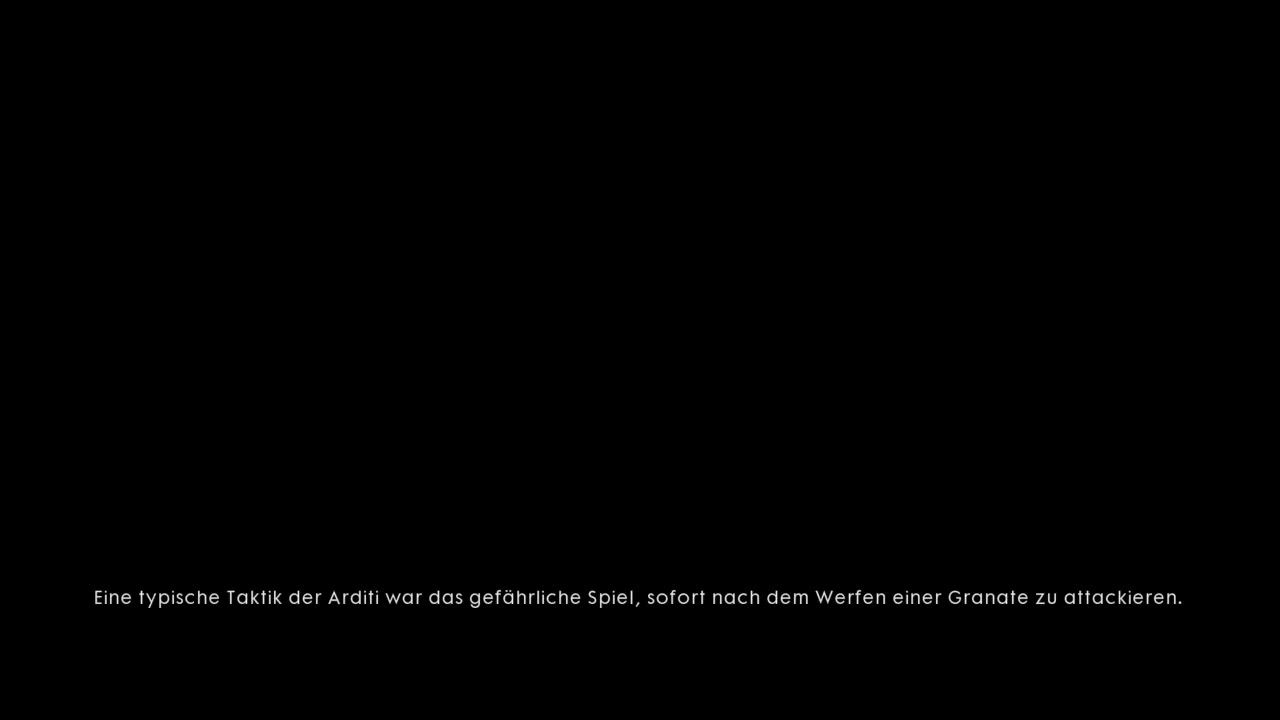 Eine typische Taktik der Arditi war das gefährliche Spiel, sofort nach dem Werfen einer Granate zu attackieren.